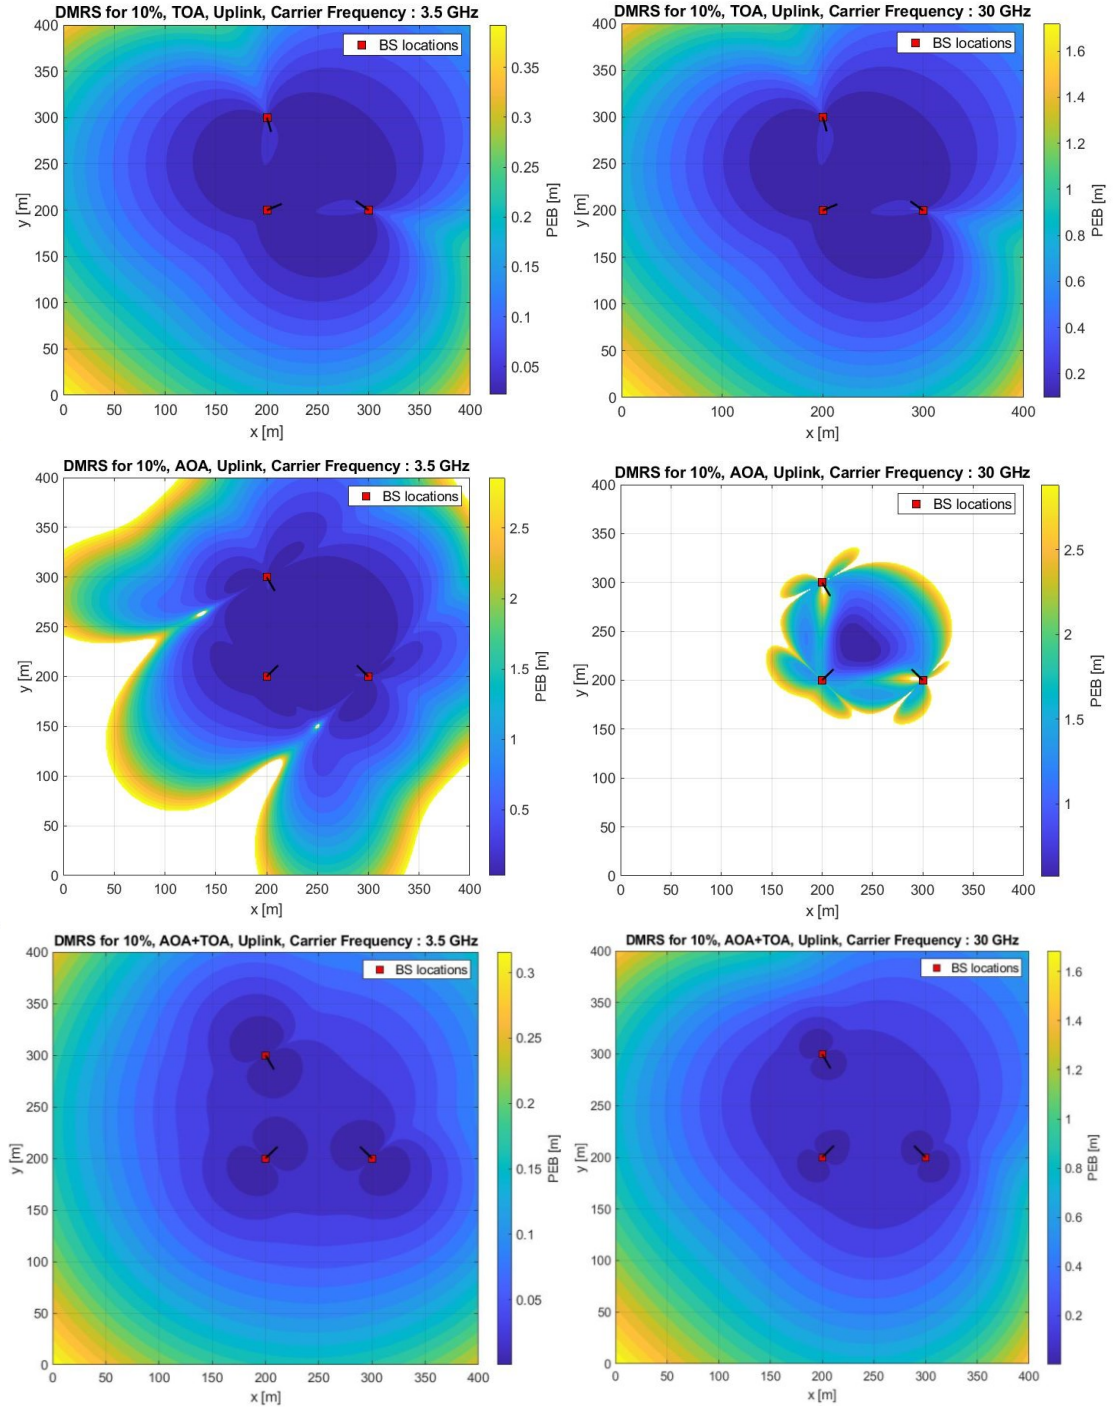 DMRS for 10%, TOA, Uplink, Carrier Frequency : 3.5 GHz
BS locations
400
350
300
250
200
150
100
50
0
y [m]
0 50 100 150 200 250 300 350 400
x [m]
0.35
0.3
0.25
0.2
0.15
0.1
0.05
PEB [m]
DMRS for 10%, TOA, Uplink, Carrier Frequency : 30 GHz
BS locations
400
350
300
250
200
150
100
50
0
y [m]
0 50 100 150 200 250 300 350 400
x [m]
1.6
1.4
1.2
1
0.8
0.6
0.4
0.2
PEB [m]
DMRS for 10%, AOA, Uplink, Carrier Frequency : 3.5 GHz
BS locations
400
350
300
250
200
150
100
50
0
y [m]
0 50 100 150 200 250 300 350 400
x [m]
2.5
2
1.5
1
0.5
PEB [m]
DMRS for 10%, AOA, Uplink, Carrier Frequency : 30 GHz
BS locations
400
350
300
250
200
150
100
50
0
y [m]
0 50 100 150 200 250 300 350 400
x [m]
2.5
2
1.5
1
PEB [m]
DMRS for 10%, AOA+TOA, Uplink, Carrier Frequency : 3.5 GHz
BS locations
400
350
300
250
200
150
100
50
0
y [m]
0 50 100 150 200 250 300 350 400
x [m]
0.3
0.25
0.2
0.15
0.1
0.05
PEB [m]
DMRS for 10%, AOA+TOA, Uplink, Carrier Frequency : 30 GHz
BS locations
400
350
300
250
200
150
100
50
0
y [m]
0 50 100 150 200 250 300 350 400
x [m]
1.6
1.4
1.2
1
0.8
0.6
0.4
0.2
PEB [m]